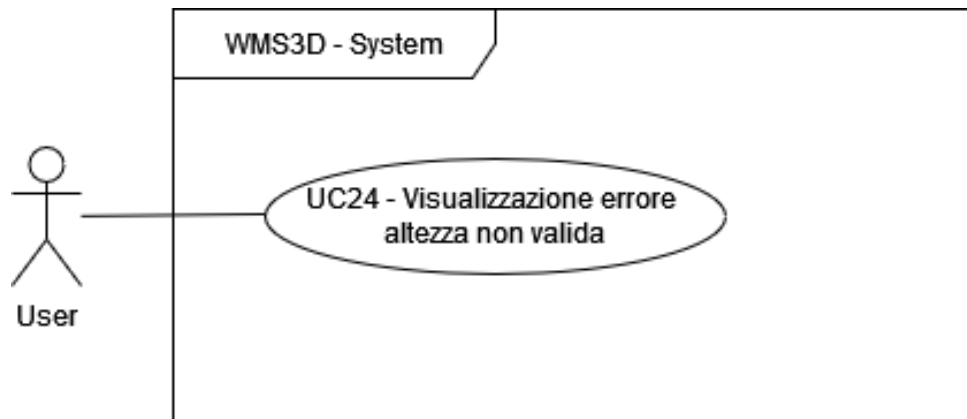 WMS3D - System
UC24 - Visualizzazione errore
altezza non valida
User